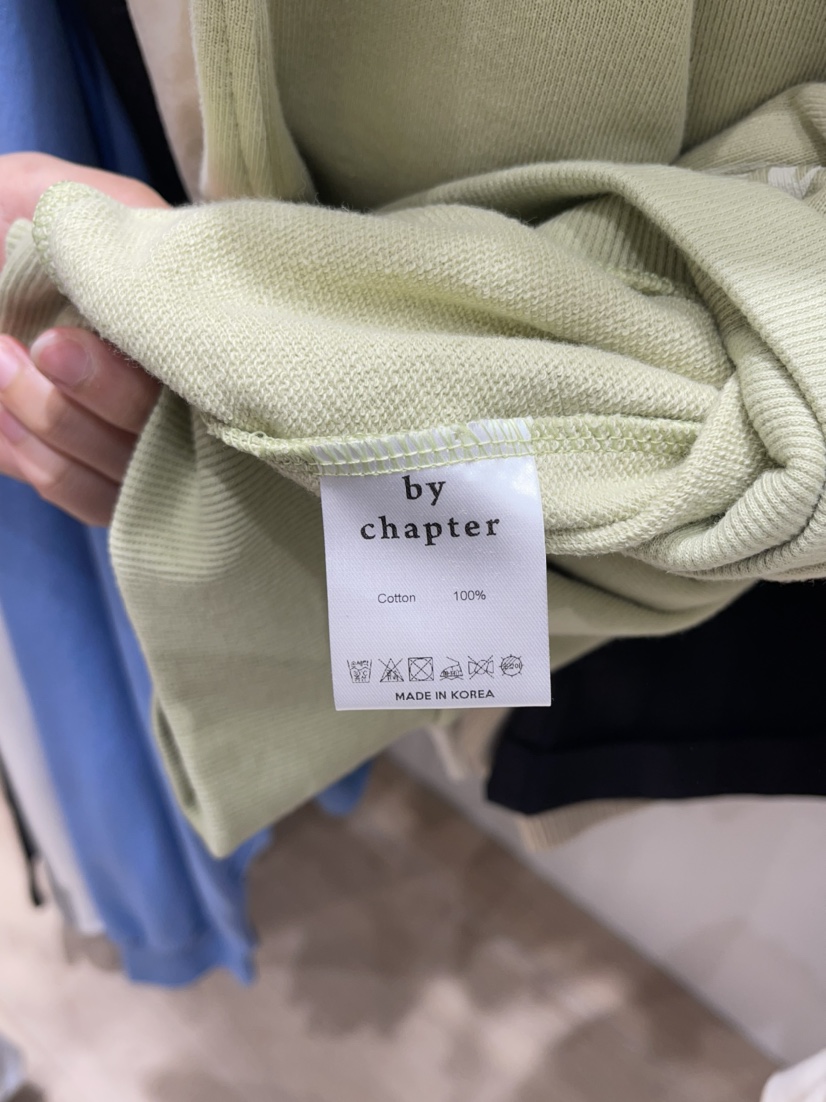 by
chapter
Cotton 100%
MADE IN KOREA